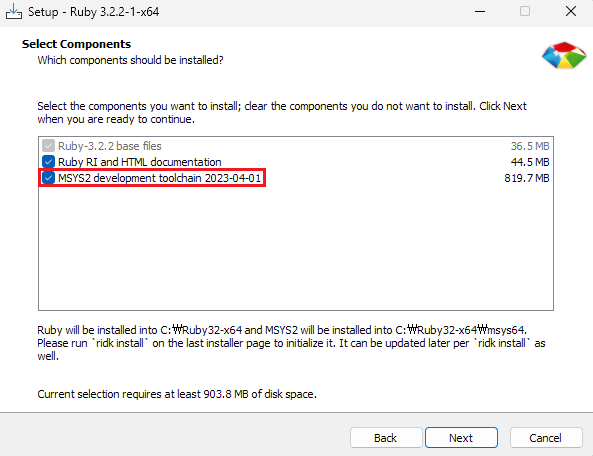 Setup - Ruby 3.2.2-1-x64
Select Components
Which components should be installed?
Select the components you want to install; clear the components you do not want to install. Click Next
when you are ready to continue.
Ruby-3.2.2 base files 36.5 MB
Ruby RI and HTML documentation 44.5 MB
MSYS2 development toolchain 2023-04-01 819.7 MB
Ruby will be installed into C:₩Ruby32-x64 and MSYS2 will be installed into C:₩Ruby32-x64₩msys64.
Please run `ridk install` on the last installer page to initialize it. It can be updated later per `ridk install` as
well.
Current selection requires at least 903.8 MB of disk space.
Back Next Cancel